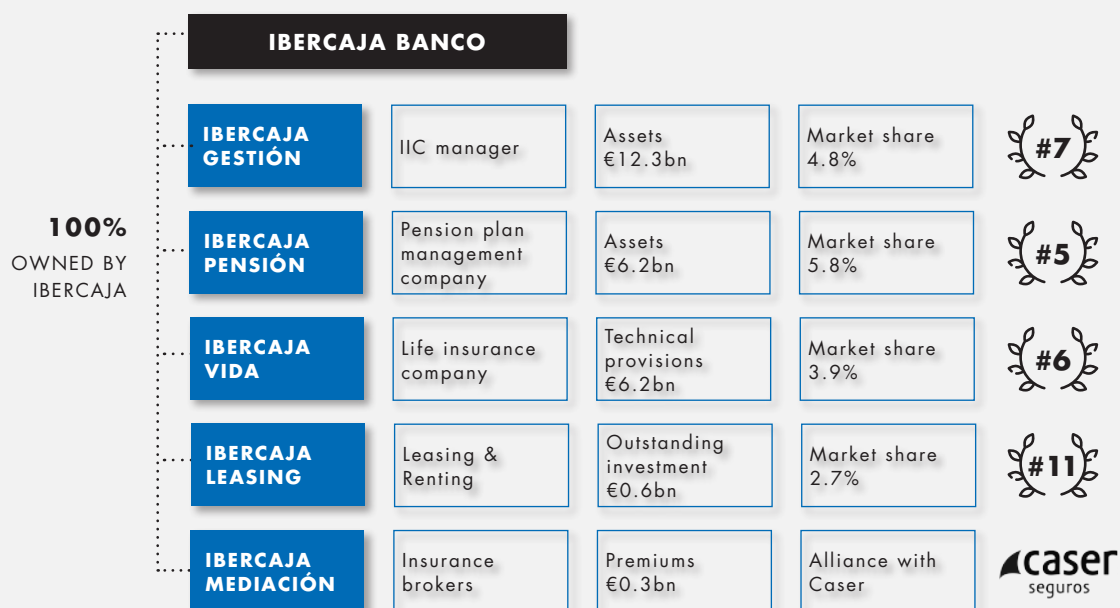 IBERCAJA BANCO
100%
OWNED BY
IBERCAJA
IBERCAJA
GESTIÓN
IIC manager
Assets
€12.3bn
Market share
4.8%
#7
IBERCAJA
PENSIÓN
Pension plan
management
company
Assets
€6.2bn
Market share
5.8%
#5
IBERCAJA
VIDA
Life insurance
company
Technical
provisions
€6.2bn
Market share
3.9%
#6
IBERCAJA
LEASING
Leasing &
Renting
Outstanding
investment
€0.6bn
Market share
2.7%
#11
IBERCAJA
MEDIACIÓN
Insurance
brokers
Premiums
€0.3bn
Alliance with
Caser
caser
seguros